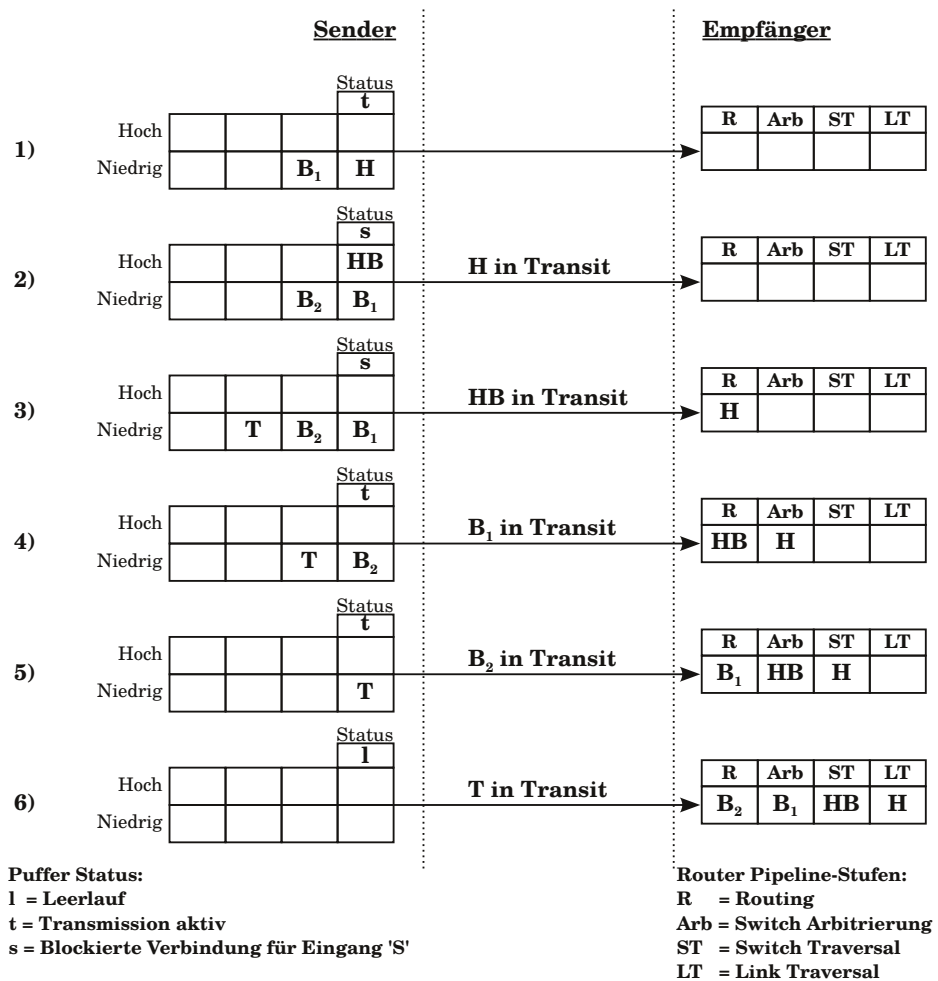 Sender Empfänger
1)
Status
t
Hoch
Niedrig B₁ H
R Arb ST LT
2)
Status
s
Hoch HB
Niedrig B₂ B₁
H in Transit
R Arb ST LT
3)
Status
s
Hoch
Niedrig T B₂ B₁
HB in Transit
R Arb ST LT
H
4)
Status
t
Hoch
Niedrig T B₂
B₁ in Transit
R Arb ST LT
HB H
5)
Status
t
Hoch
Niedrig T
B₂ in Transit
R Arb ST LT
B₁ HB H
6)
Status
l
Hoch
Niedrig
T in Transit
R Arb ST LT
B₂ B₁ HB H
Puffer Status:
l = Leerlauf
t = Transmission aktiv
s = Blockierte Verbindung für Eingang 'S'
Router Pipeline-Stufen:
R = Routing
Arb = Switch Arbitrierung
ST = Switch Traversal
LT = Link Traversal